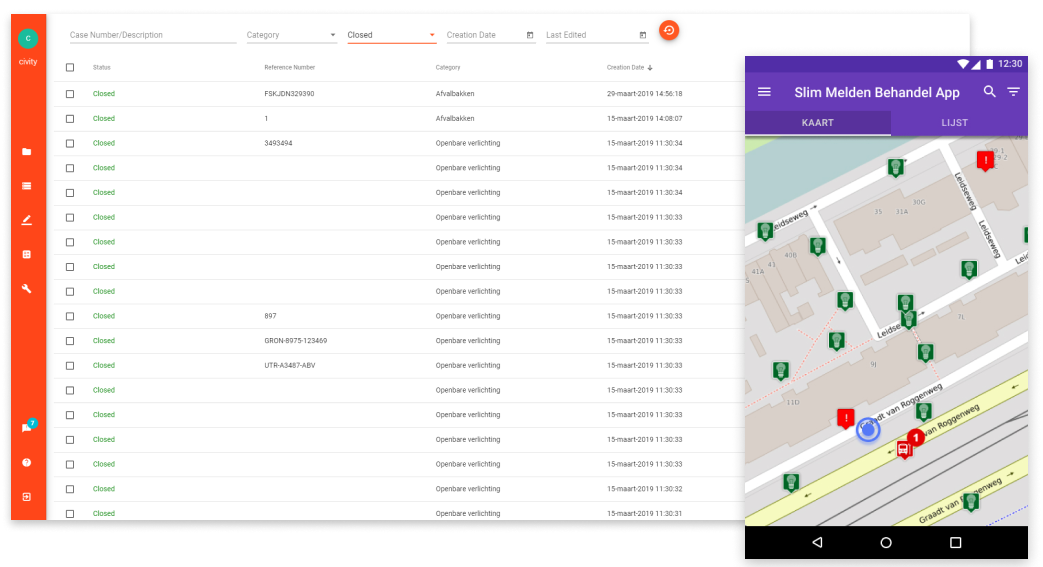 C
civity
Case Number/Description Category Closed Creation Date Last Edited
Status Reference Number Category Creation Date
Closed FSKJDN329390 Afvalbakken 29-maart-2019 14:56:18
Closed 1 Afvalbakken 15-maart-2019 14:08:07
Closed 3493494 Openbare verlichting 15-maart-2019 11:30:34
Closed Openbare verlichting 15-maart-2019 11:30:34
Closed Openbare verlichting 15-maart-2019 11:30:34
Closed Openbare verlichting 15-maart-2019 11:30:33
Closed Openbare verlichting 15-maart-2019 11:30:33
Closed Openbare verlichting 15-maart-2019 11:30:33
Closed Openbare verlichting 15-maart-2019 11:30:33
Closed 897 Openbare verlichting 15-maart-2019 11:30:33
Closed GRON-8975-123469 Openbare verlichting 15-maart-2019 11:30:33
Closed UTR-A3487-ABV Openbare verlichting 15-maart-2019 11:30:33
Closed Openbare verlichting 15-maart-2019 11:30:33
Closed Openbare verlichting 15-maart-2019 11:30:33
Closed Openbare verlichting 15-maart-2019 11:30:33
Closed Openbare verlichting 15-maart-2019 11:30:33
Closed Openbare verlichting 15-maart-2019 11:30:32
Closed Openbare verlichting 15-maart-2019 11:30:31
7
12:30
Slim Melden Behandel App
KAART LIJST
!
Leidseweg
30G
35 31A
Leidseweg
Leidseweg
40B
43
41A
7L
9J
11D
Graadt van Roggenweg
!
1
van Roggenweg
Graadt van Roggenweg